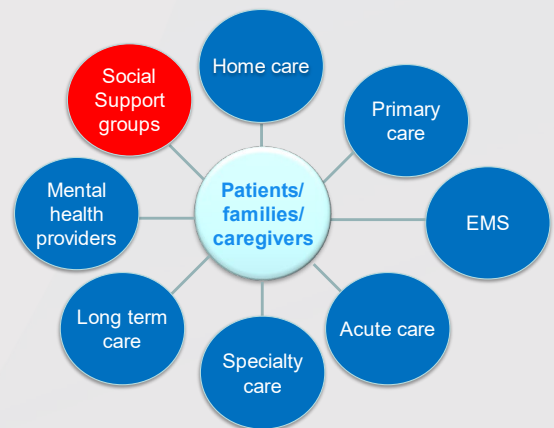 Home care
Social
Support
groups
Primary
care
Patients/
families/
caregivers
Mental
health
providers
EMS
Long term
care
Acute care
Specialty
care